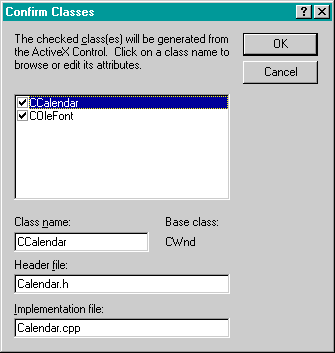 Confirm Classes
The checked class(es) will be generated from
the ActiveX Control. Click on a class name to
browse or edit its attributes.
OK
Cancel
CCalendar
COleFont
Class name:
Base class:
CCalendar
CWnd
Header file:
Calendar.h
Implementation file:
Calendar.cpp